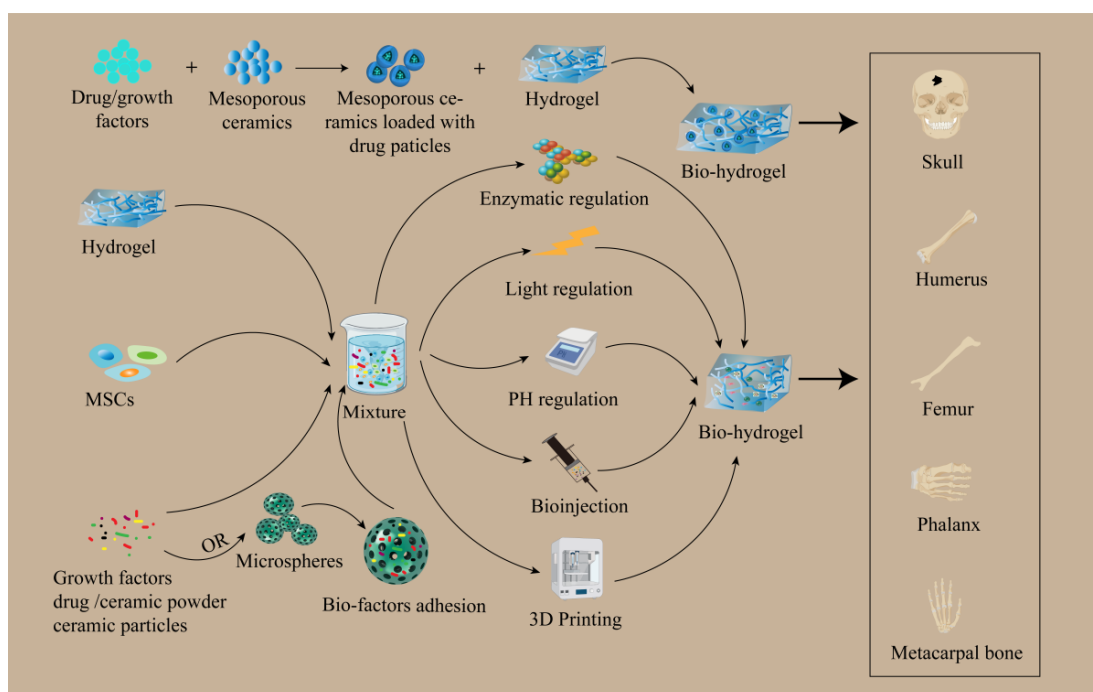 +
+
Drug/growth
factors
Mesoporous
ceramics
Mesoporous ce-
ramics loaded with
drug paticles
Hydrogel
Bio-hydrogel
Skull
Enzymatic regulation
Hydrogel
Light regulation
Humerus
MSCs
Mixture
PH regulation
Bio-hydrogel
Femur
Bioinjection
Phalanx
OR
Microspheres
Growth factors
drug /ceramic powder
ceramic particles
Bio-factors adhesion
3D Printing
Metacarpal bone